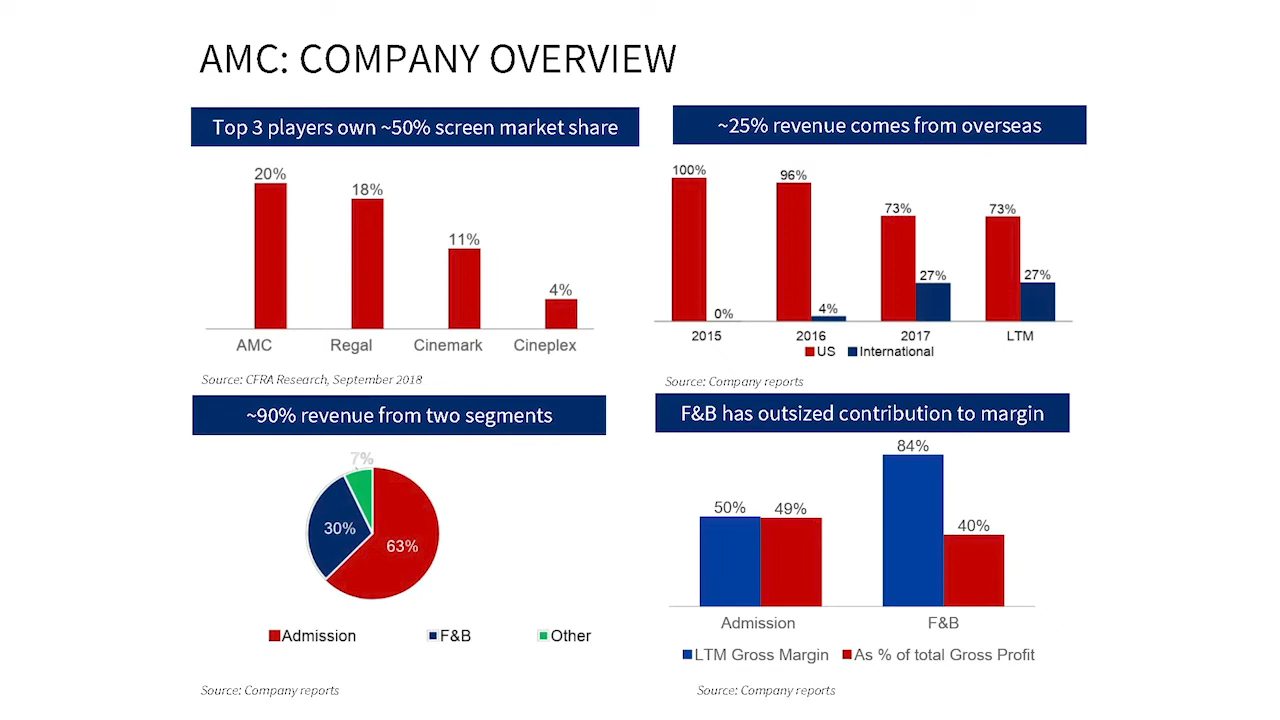 AMC: COMPANY OVERVIEW
Top 3 players own ~50% screen market share
20%
18%
11%
4%
AMC Regal Cinemark Cineplex
Source: CFRA Research, September 2018
~25% revenue comes from overseas
100%
0%
96%
4%
73%
27%
73%
27%
2015 2016 2017 LTM
US International
Source: Company reports
~90% revenue from two segments
7%
30%
63%
Admission F&B Other
Source: Company reports
F&B has outsized contribution to margin
50%
49%
84%
40%
Admission F&B
LTM Gross Margin As % of total Gross Profit
Source: Company reports